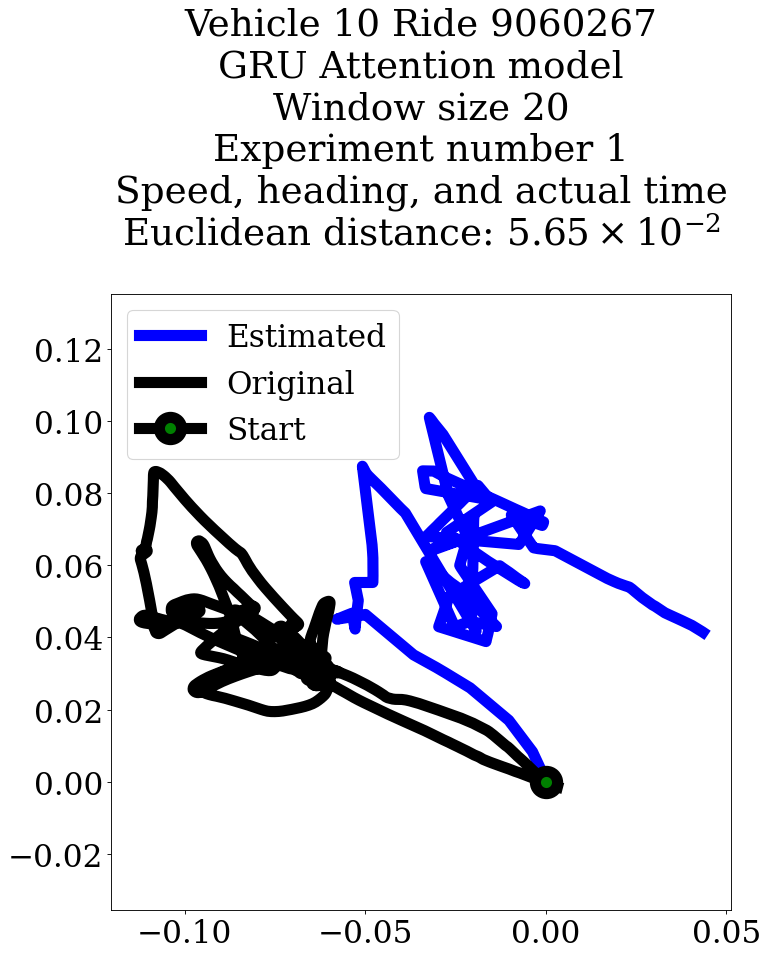 Vehicle 10 Ride 9060267
GRU Attention model
Window size 20
Experiment number 1
Speed, heading, and actual time
Euclidean distance: 5.65 × 10⁻²
Estimated
Original
Start
0.12
0.10
0.08
0.06
0.04
0.02
0.00
−0.02
−0.10
−0.05
0.00
0.05